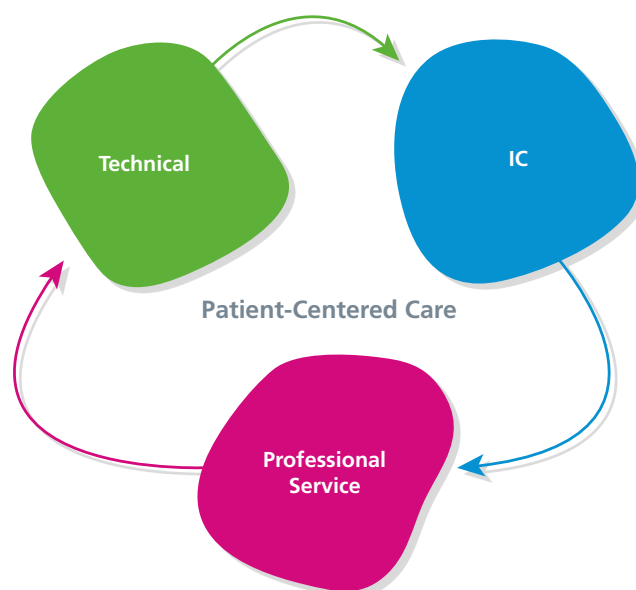 Technical
IC
Patient-Centered Care
Professional
Service